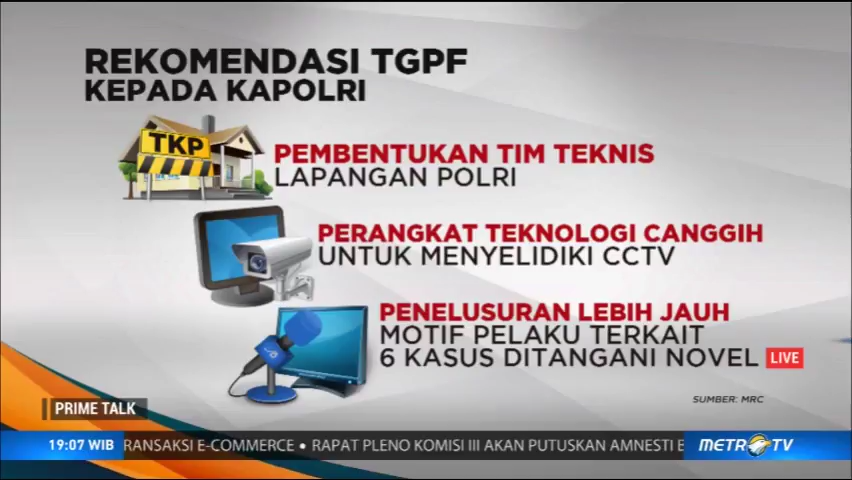 REKOMENDASI TGPF
KEPADA KAPOLRI
TKP
PEMBENTUKAN TIM TEKNIS
LAPANGAN POLRI
PERANGKAT TEKNOLOGI CANGGIH
UNTUK MENYELIDIKI CCTV
PENELUSURAN LEBIH JAUH
MOTIF PELAKU TERKAIT
6 KASUS DITANGANI NOVEL
LIVE
SUMBER: MRC
PRIME TALK
19:07 WIB RANSAKSI E-COMMERCE • RAPAT PLENO KOMISI III AKAN PUTUSKAN AMNESTI
METRO TV